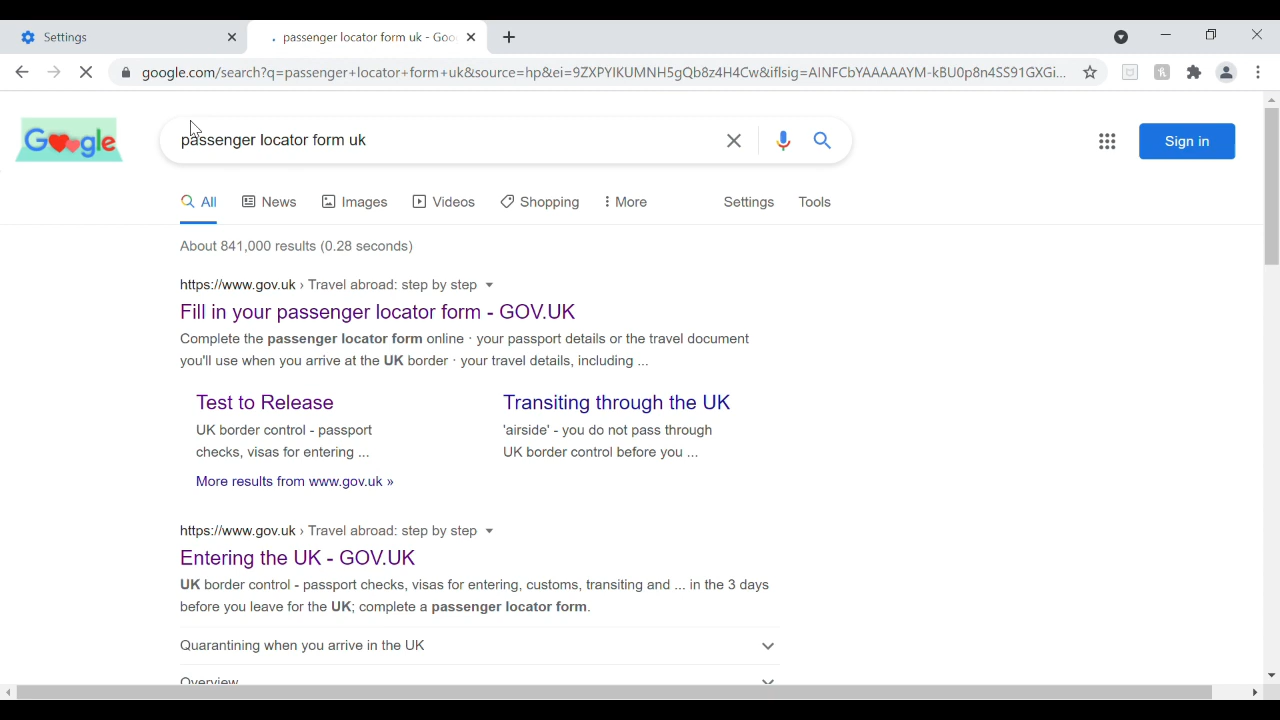 Settings
passenger locator form uk - Goo
google.com/search?q=passenger+locator+form+uk&source=hp&ei=9ZXPYIKUMNH5gQb8z4H4Cw&iflsig=AINFCbYAAAAAYM-kBU0p8n4SS91GXGi...
Google
passenger locator form uk
Sign in
All News Images Videos Shopping More Settings Tools
About 841,000 results (0.28 seconds)
https://www.gov.uk › Travel abroad: step by step
Fill in your passenger locator form - GOV.UK
Complete the passenger locator form online · your passport details or the travel document
you'll use when you arrive at the UK border · your travel details, including ...
Test to Release Transiting through the UK
UK border control - passport 'airside' - you do not pass through
checks, visas for entering ... UK border control before you ...
More results from www.gov.uk »
https://www.gov.uk › Travel abroad: step by step
Entering the UK - GOV.UK
UK border control - passport checks, visas for entering, customs, transiting and ... in the 3 days
before you leave for the UK; complete a passenger locator form.
Quarantining when you arrive in the UK
Overview